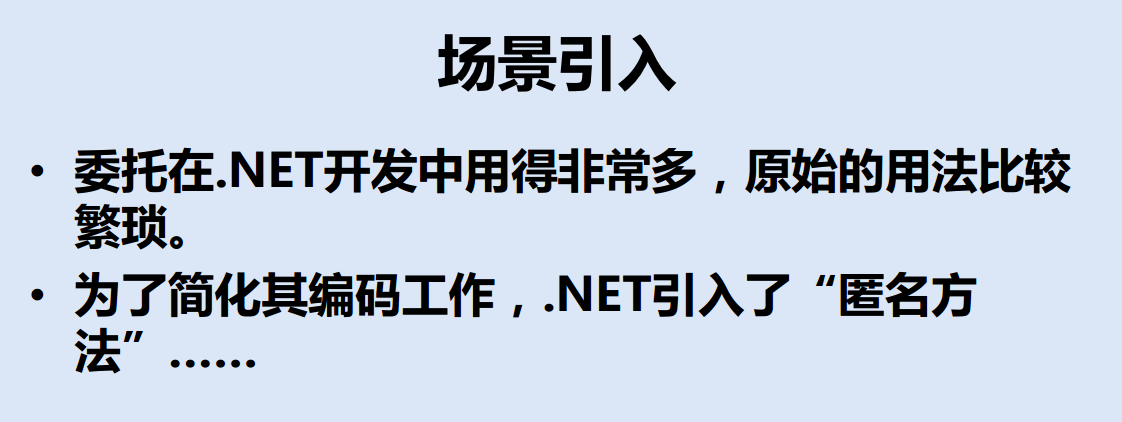 场景引入
• 委托在.NET开发中用得非常多，原始的用法比较
繁琐。
• 为了简化其编码工作，.NET引入了“匿名方
法”……